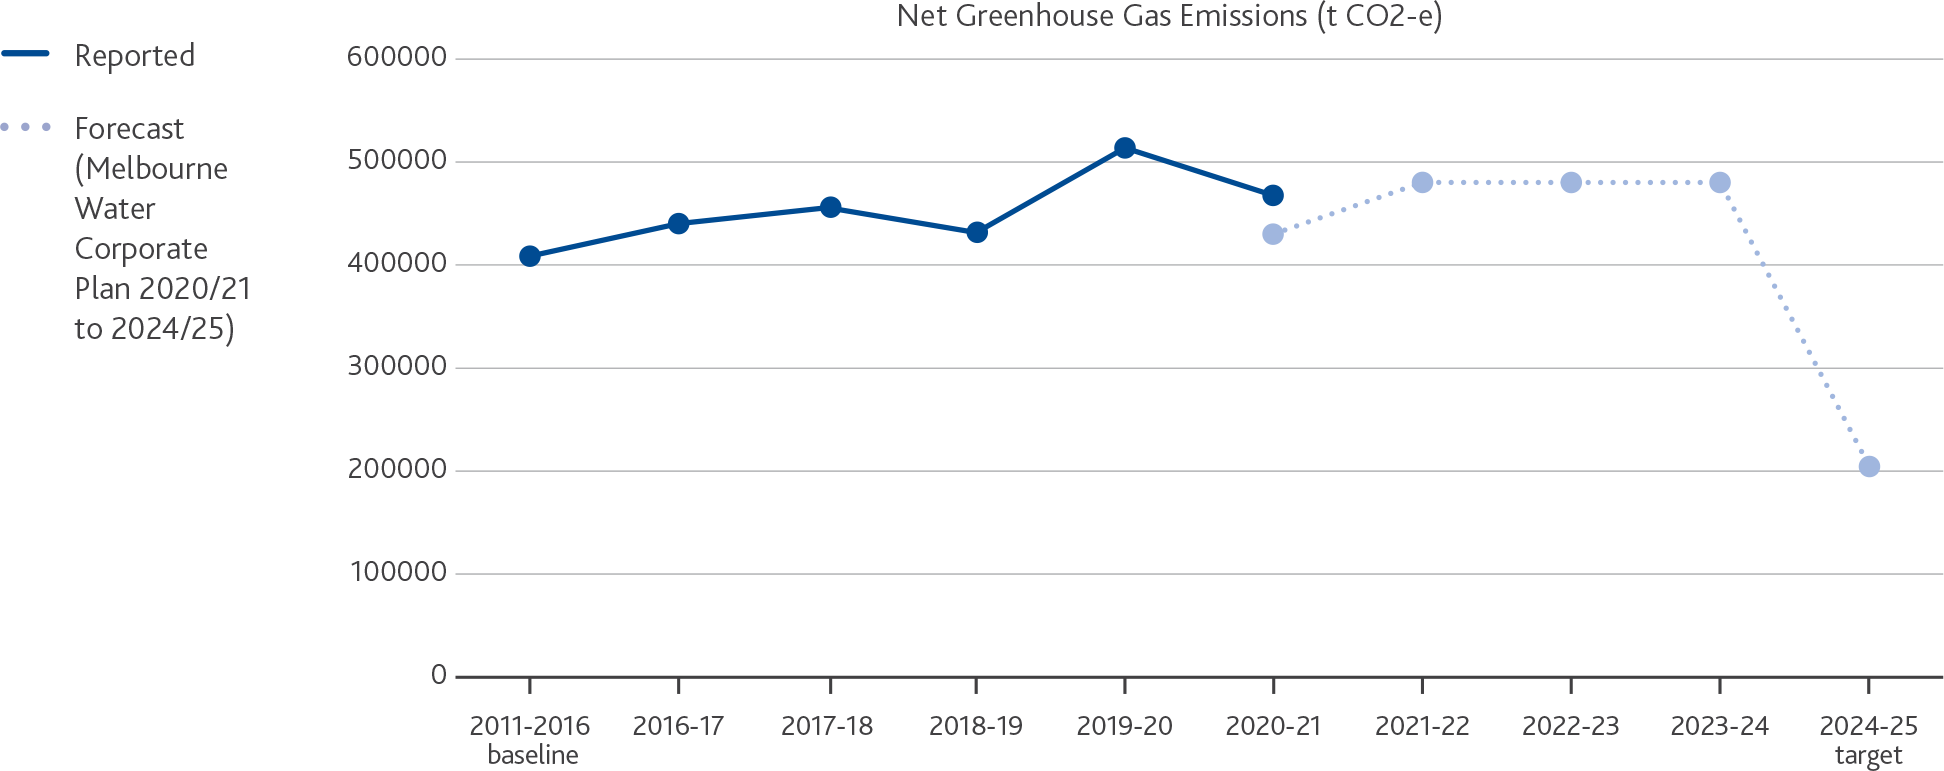 Net Greenhouse Gas Emissions (t CO2-e)
Reported
Forecast
(Melbourne
Water
Corporate
Plan 2020/21
to 2024/25)
600000
500000
400000
300000
200000
100000
0
2011-2016
baseline
2016-17
2017-18
2018-19
2019-20
2020-21
2021-22
2022-23
2023-24
2024-25
target